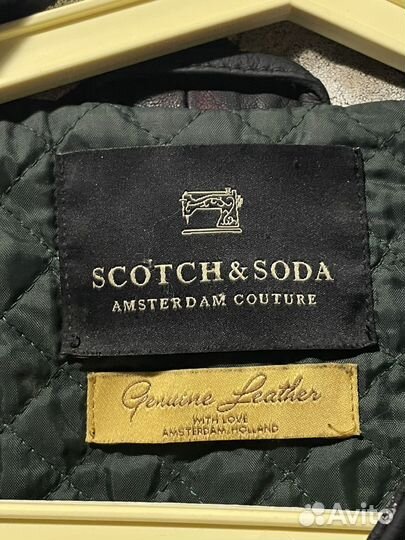 SCOTCH & SODA
AMSTERDAM COUTURE
Genuine Leather
WITH LOVE
AMSTERDAM, HOLLAND
Avito